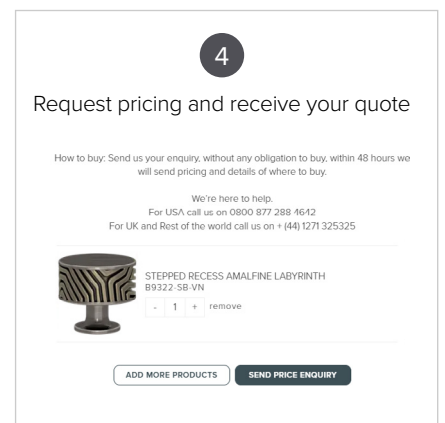 4
Request pricing and receive your quote
How to buy: Send us your enquiry, without any obligation to buy, within 48 hours we
will send pricing and details of where to buy.
We're here to help.
For USA call us on 0800 877 288 4642
For UK and Rest of the world call us on + (44) 1271 325325
STEPPED RECESS AMALFINE LABYRINTH
B9322-SB-VN
- 1 + remove
ADD MORE PRODUCTS SEND PRICE ENQUIRY